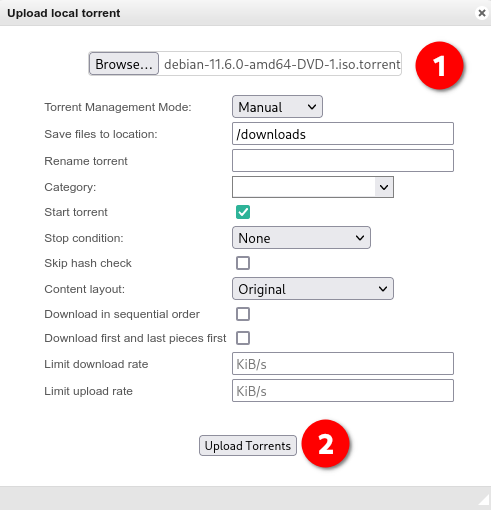 Upload local torrent
Browse... debian-11.6.0-amd64-DVD-1.iso.torrent 1
Torrent Management Mode: Manual
Save files to location: /downloads
Rename torrent
Category:
Start torrent
Stop condition: None
Skip hash check
Content layout: Original
Download in sequential order
Download first and last pieces first
Limit download rate KiB/s
Limit upload rate KiB/s
Upload Torrents 2